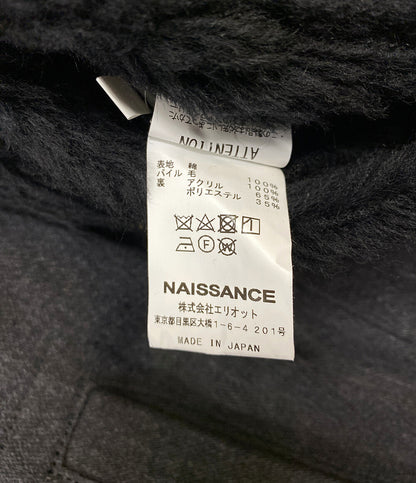 ATTENTION
表地 綿 100%
パイル 毛 100%
裏 アクリル 65%
ポリエステル 35%
NAISSANCE
株式会社エリオット
東京都目黒区大橋1-6-4 201号
MADE IN JAPAN